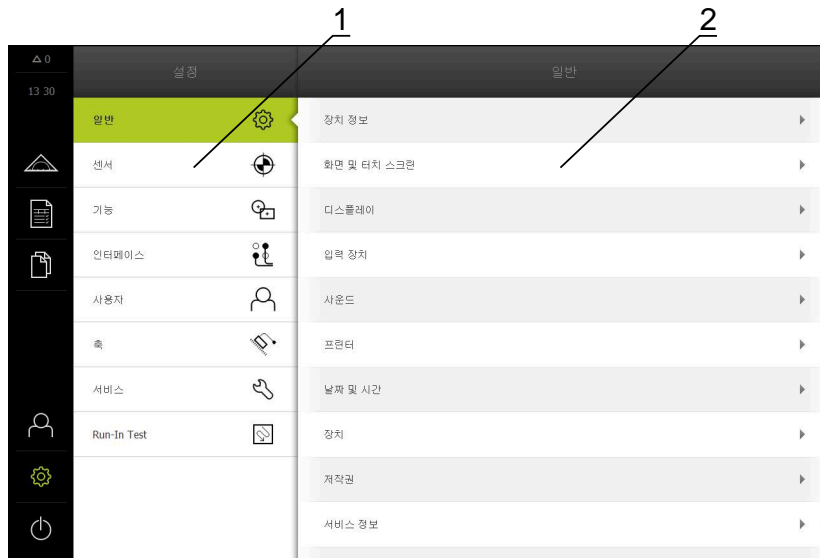 1
2
0
설정
일반
13 30
일반
장치 정보
센서
화면 및 터치 스크린
기능
디스플레이
인터페이스
입력 장치
사용자
사운드
축
프린터
서비스
날짜 및 시간
Run-In Test
장치
저작권
서비스 정보